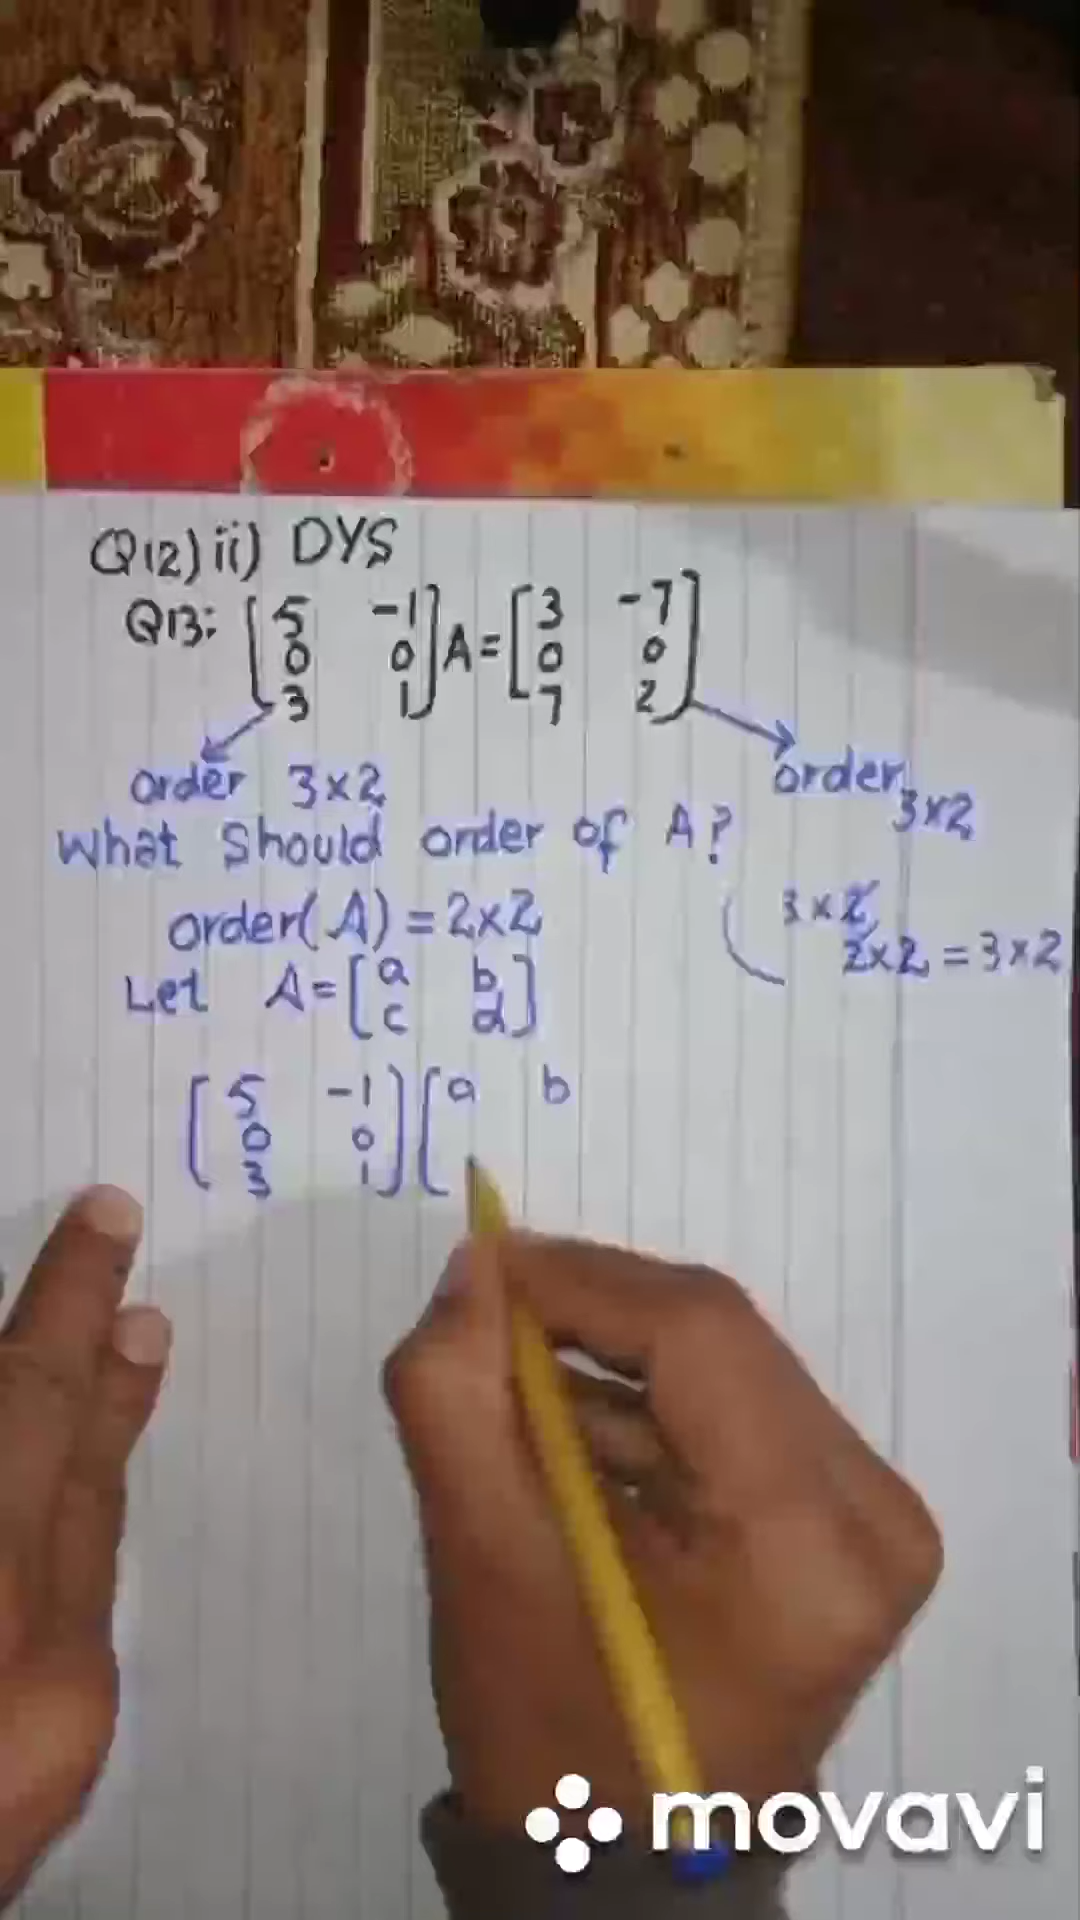 Q12) ii) DYS
Q13: [5 -1] A = [3 -7]
0 0 0 0
3 1 7 2
order 3×2 order 3×2
What Should order of A?
order(A) = 2×2 3×2
2×2 = 3×2
Let A = [a b]
c d
[5 -1] [a b
0 0
3 1
movavi